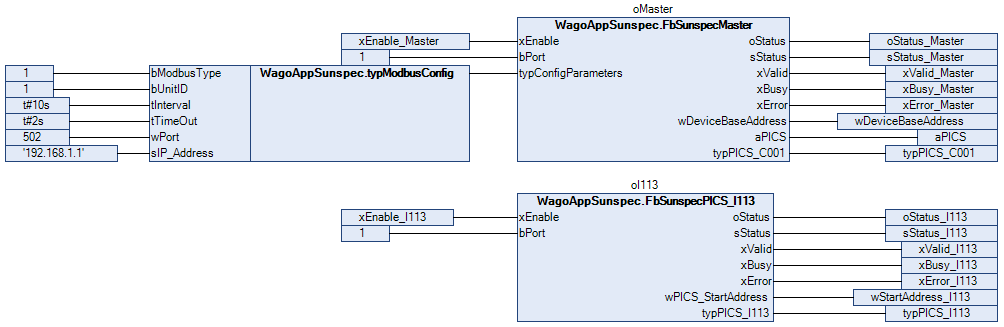 oMaster
WagoAppSunspec.FbSunspecMaster
xEnable_Master xEnable oStatus oStatus_Master
1 bPort sStatus sStatus_Master
1 bModbusType WagoAppSunspec.typModbusConfig typConfigParameters xValid xValid_Master
1 bUnitID xBusy xBusy_Master
t#10s tInterval xError xError_Master
t#2s tTimeOut wDeviceBaseAddress wDeviceBaseAddress
502 wPort aPICS aPICS
'192.168.1.1' sIP_Address typPICS_C001 typPICS_C001
oI113
WagoAppSunspec.FbSunspecPICS_I113
xEnable_I113 xEnable oStatus oStatus_I113
1 bPort sStatus sStatus_I113
xValid xValid_I113
xBusy xBusy_I113
xError xError_I113
wPICS_StartAddress wStartAddress_I113
typPICS_I113 typPICS_I113